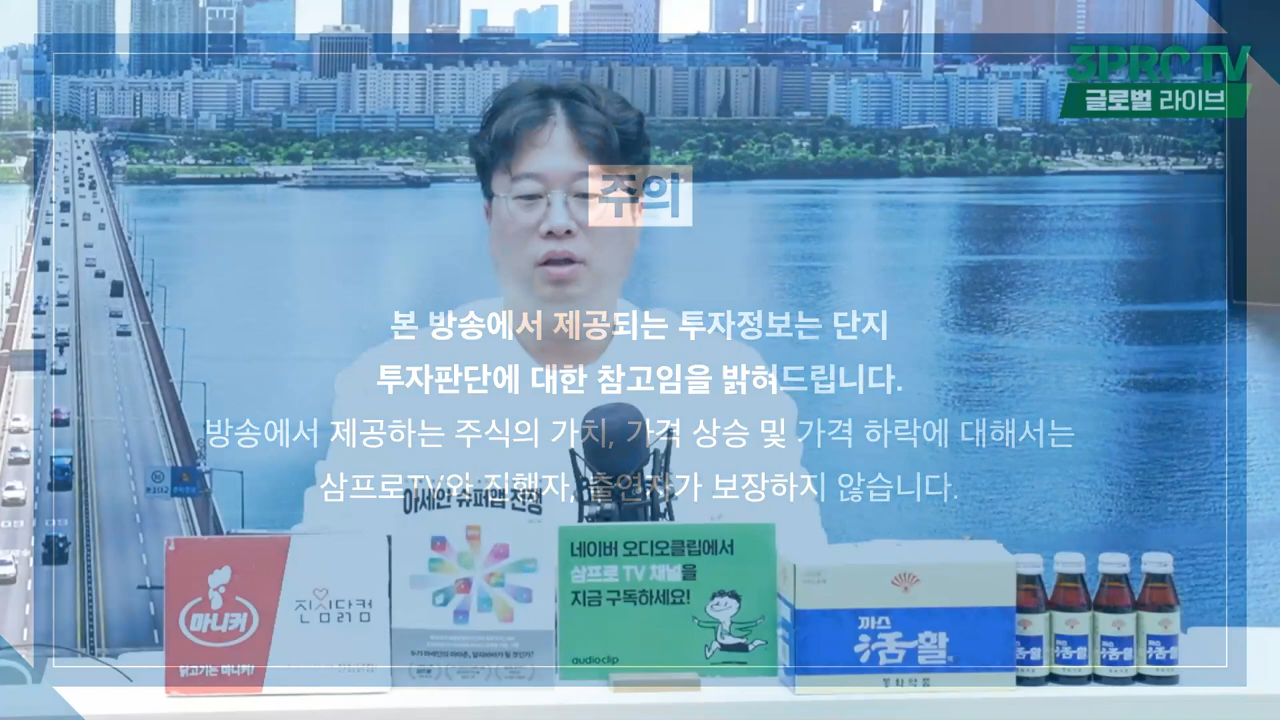 3PRO TV
글로벌 라이브
주의
본 방송에서 제공되는 투자정보는 단지
투자판단에 대한 참고임을 밝혀드립니다.
방송에서 제공하는 주식의 가치, 가격 상승 및 가격 하락에 대해서는
삼프로TV와 진행자, 출연자가 보장하지 않습니다.
아세안 슈퍼앱 전쟁
마니커
닭고기는 마니커!
진심닭컴
네이버 오디오클립에서
삼프로 TV 채널을
지금 구독하세요!
audioclip
까스
活활
동화약품